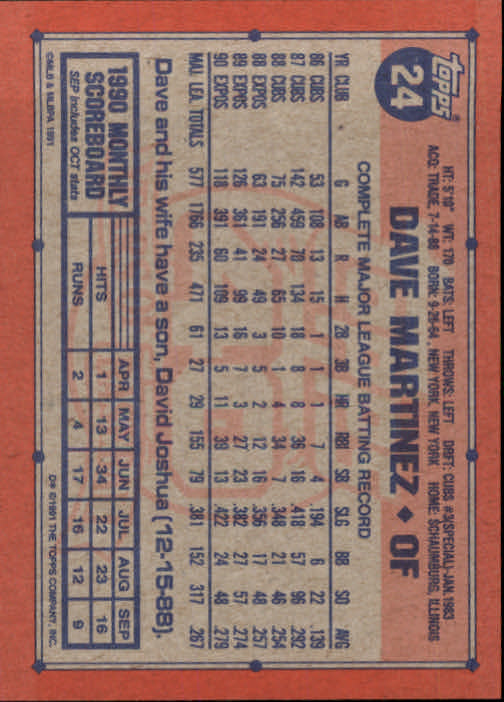 topps®
24
HT: 5'10" WT: 170 BATS: LEFT THROWS: LEFT DRFT: CUBS #3(SPECIAL)-JAN. 1983
ACQ: TRADE, 7-14-88 BORN: 9-26-64, NEW YORK, NEW YORK HOME: SCHAUMBURG, ILLINOIS
DAVE MARTINEZ ◆ OF
COMPLETE MAJOR LEAGUE BATTING RECORD
YR CLUB G AB R H 2B 3B HR RBI SB SLG BB SO AVG
86 CUBS 53 108 13 15 1 1 1 7 4 .194 6 22 .139
87 CUBS 142 459 70 134 18 8 8 36 16 .418 57 96 .292
88 CUBS 75 256 27 65 10 1 4 34 7 .348 21 46 .254
88 EXPOS 63 191 24 49 3 5 2 12 16 .356 17 48 .257
89 EXPOS 126 361 41 99 16 7 3 27 23 .382 27 57 .274
90 EXPOS 118 391 60 109 13 5 11 39 13 .422 24 48 .279
MAJ. LEA. TOTALS 577 1766 235 471 61 27 29 155 79 .381 152 317 .267
Dave and his wife have a son, David Joshua (12-15-88).
1990 MONTHLY
SCOREBOARD
SEP includes OCT stats
APR MAY JUN JUL AUG SEP
HITS 1 13 34 22 23 16
RUNS 2 4 17 16 12 9
©MLB & MLBPA 1991
D* ©1991 THE TOPPS COMPANY, INC.